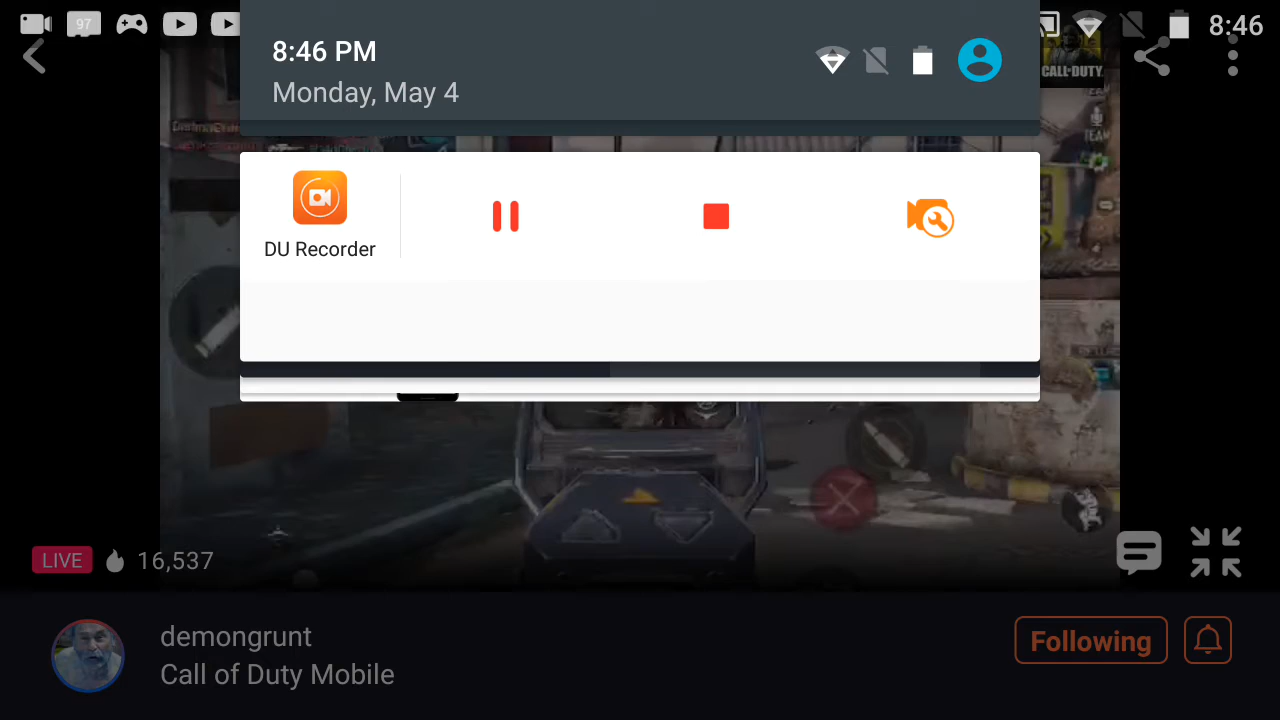 97
8:46
8:46 PM
Monday, May 4
CALL·DUTY
TEAM
DU Recorder
LIVE 16,537
demongrunt
Call of Duty Mobile
Following